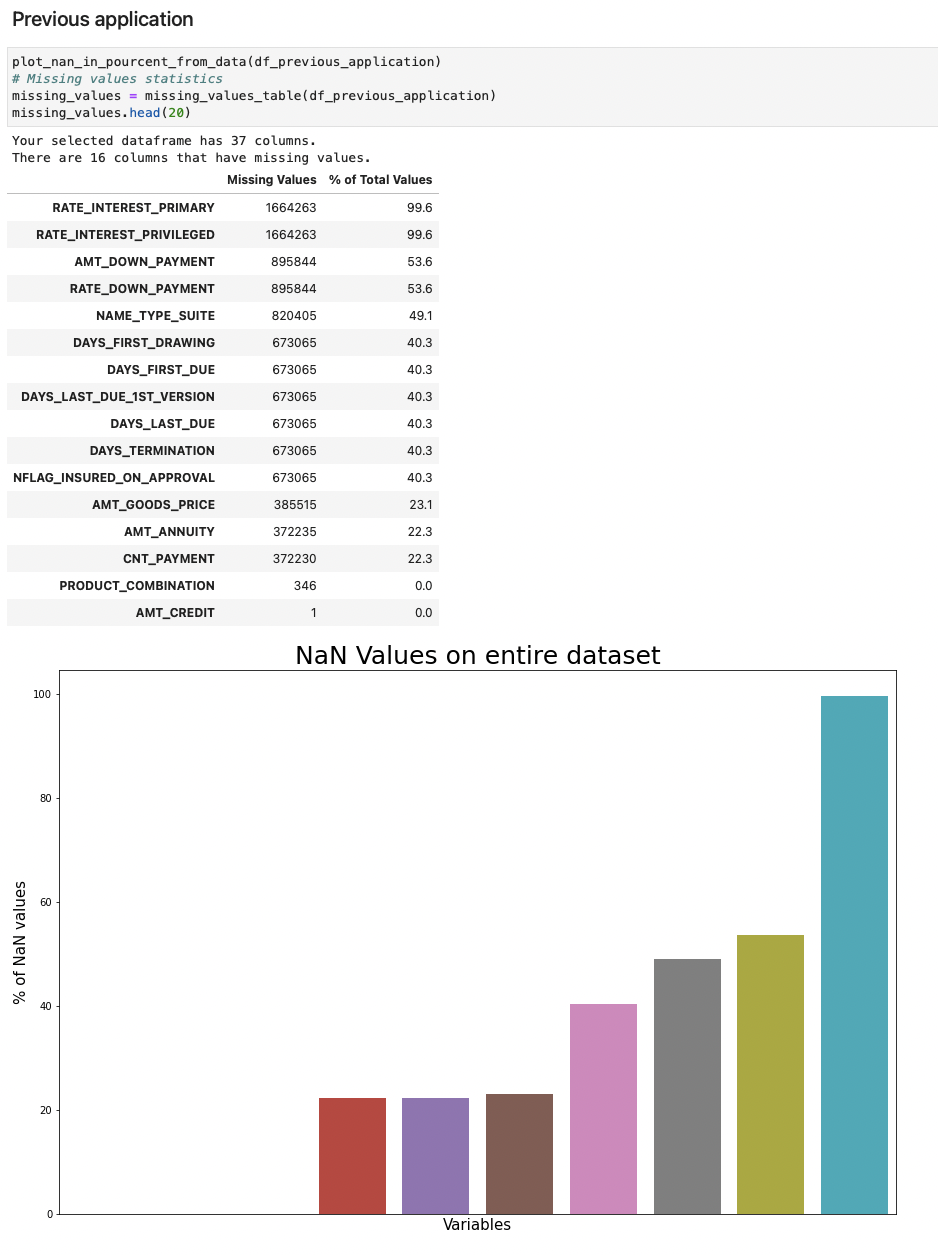 Previous application
plot_nan_in_pourcent_from_data(df_previous_application)
# Missing values statistics
missing_values = missing_values_table(df_previous_application)
missing_values.head(20)
Your selected dataframe has 37 columns.
There are 16 columns that have missing values.
Missing Values % of Total Values
RATE_INTEREST_PRIMARY 1664263 99.6
RATE_INTEREST_PRIVILEGED 1664263 99.6
AMT_DOWN_PAYMENT 895844 53.6
RATE_DOWN_PAYMENT 895844 53.6
NAME_TYPE_SUITE 820405 49.1
DAYS_FIRST_DRAWING 673065 40.3
DAYS_FIRST_DUE 673065 40.3
DAYS_LAST_DUE_1ST_VERSION 673065 40.3
DAYS_LAST_DUE 673065 40.3
DAYS_TERMINATION 673065 40.3
NFLAG_INSURED_ON_APPROVAL 673065 40.3
AMT_GOODS_PRICE 385515 23.1
AMT_ANNUITY 372235 22.3
CNT_PAYMENT 372230 22.3
PRODUCT_COMBINATION 346 0.0
AMT_CREDIT 1 0.0
NaN Values on entire dataset
100
80
60
40
20
0
% of NaN values
Variables